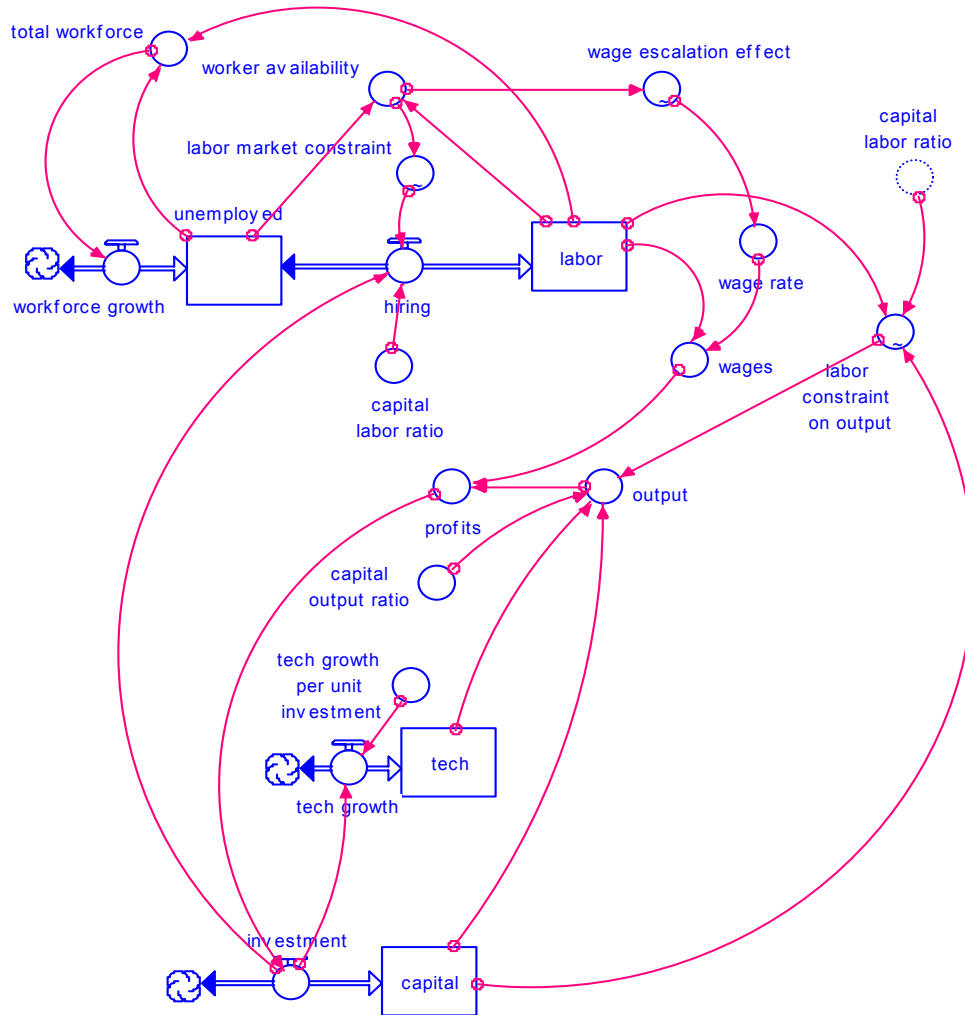 total workforce
wage escalation effect
worker availability
capital
labor ratio
labor market constraint
unemployed
labor
workforce growth
hiring
wage rate
wages
labor
constraint
on output
capital
labor ratio
output
profits
capital
output ratio
tech growth
per unit
investment
tech
tech growth
investment
capital
~
~
~